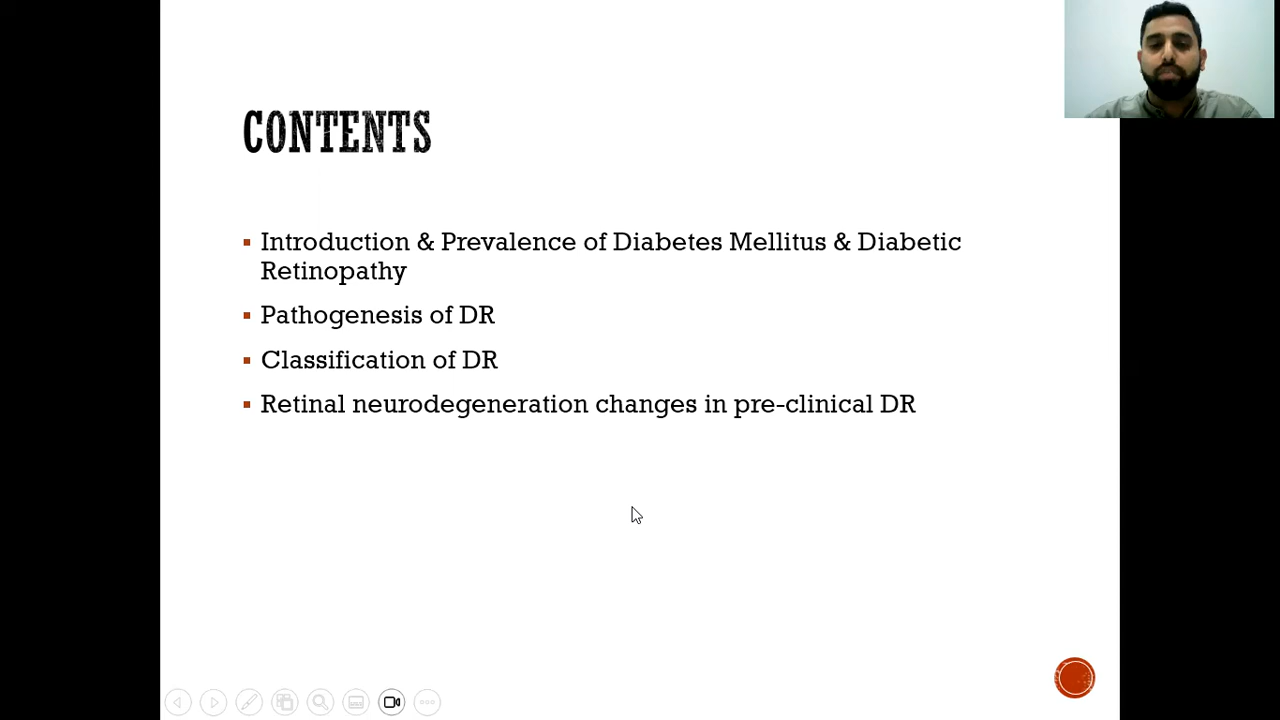 CONTENTS
Introduction & Prevalence of Diabetes Mellitus & Diabetic
Retinopathy
Pathogenesis of DR
Classification of DR
Retinal neurodegeneration changes in pre-clinical DR